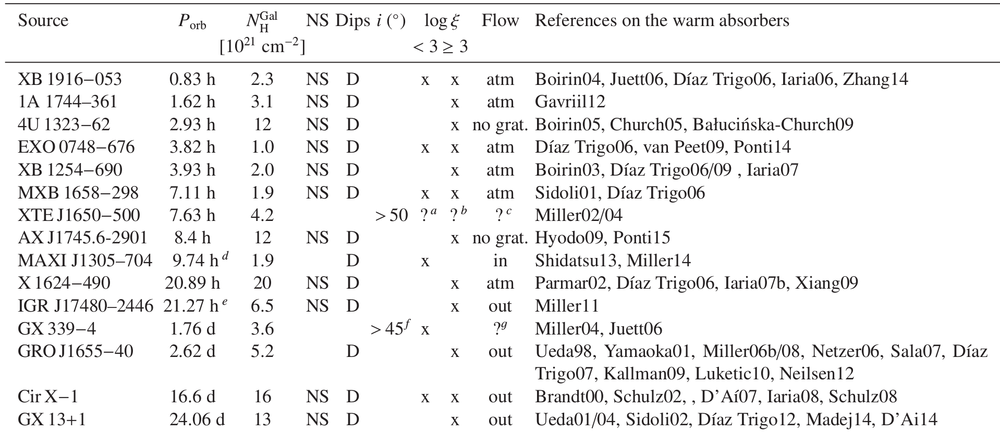 Source P_orb N_H^Gal NS Dips i (°) log ξ Flow References on the warm absorbers
[10^21 cm^−2] < 3 ≥ 3
XB 1916−053 0.83 h 2.3 NS D x x atm Boirin04, Juett06, Díaz Trigo06, Iaria06, Zhang14
1A 1744–361 1.62 h 3.1 NS D x atm Gavriil12
4U 1323−62 2.93 h 12 NS D x no grat. Boirin05, Church05, Bałucińska-Church09
EXO 0748−676 3.82 h 1.0 NS D x x atm Díaz Trigo06, van Peet09, Ponti14
XB 1254−690 3.93 h 2.0 NS D x atm Boirin03, Díaz Trigo06/09 , Iaria07
MXB 1658−298 7.11 h 1.9 NS D x x atm Sidoli01, Díaz Trigo06
XTE J1650−500 7.63 h 4.2 > 50 ? a ? b ? c Miller02/04
AX J1745.6-2901 8.4 h 12 NS D x no grat. Hyodo09, Ponti15
MAXI J1305–704 9.74 h d 1.9 D x in Shidatsu13, Miller14
X 1624−490 20.89 h 20 NS D x atm Parmar02, Díaz Trigo06, Iaria07b, Xiang09
IGR J17480–2446 21.27 h e 6.5 NS D x out Miller11
GX 339−4 1.76 d 3.6 > 45f x ?g Miller04, Juett06
GRO J1655−40 2.62 d 5.2 D x out Ueda98, Yamaoka01, Miller06b/08, Netzer06, Sala07, Díaz
Trigo07, Kallman09, Luketic10, Neilsen12
Cir X−1 16.6 d 16 NS D x x out Brandt00, Schulz02, , D'Aí07, Iaria08, Schulz08
GX 13+1 24.06 d 13 NS D x out Ueda01/04, Sidoli02, Díaz Trigo12, Madej14, D'Ai14